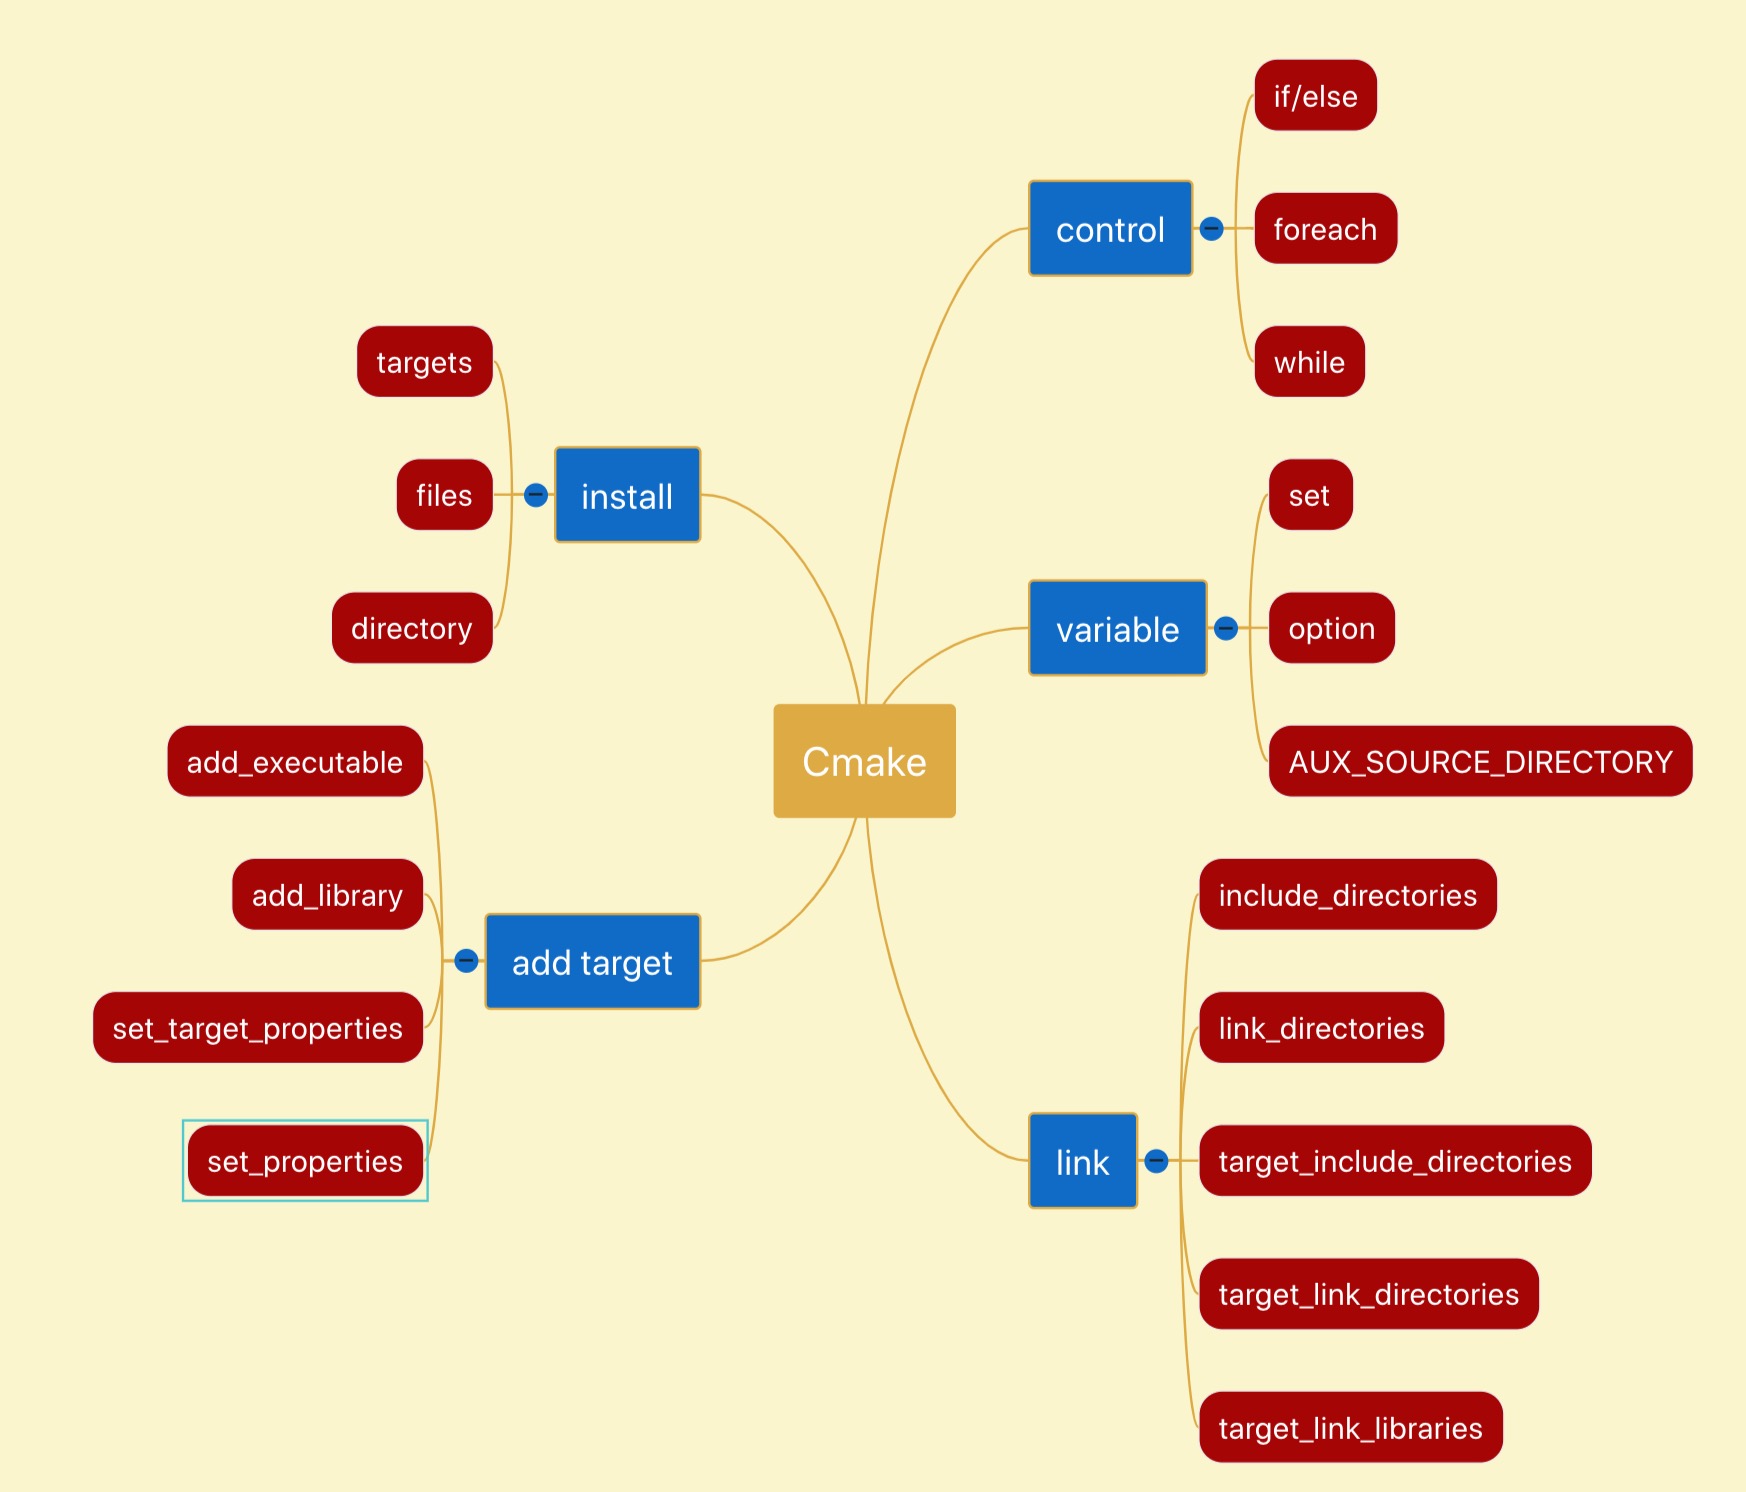 Cmake
control
if/else
foreach
while
variable
set
option
AUX_SOURCE_DIRECTORY
link
include_directories
link_directories
target_include_directories
target_link_directories
target_link_libraries
install
targets
files
directory
add target
add_executable
add_library
set_target_properties
set_properties